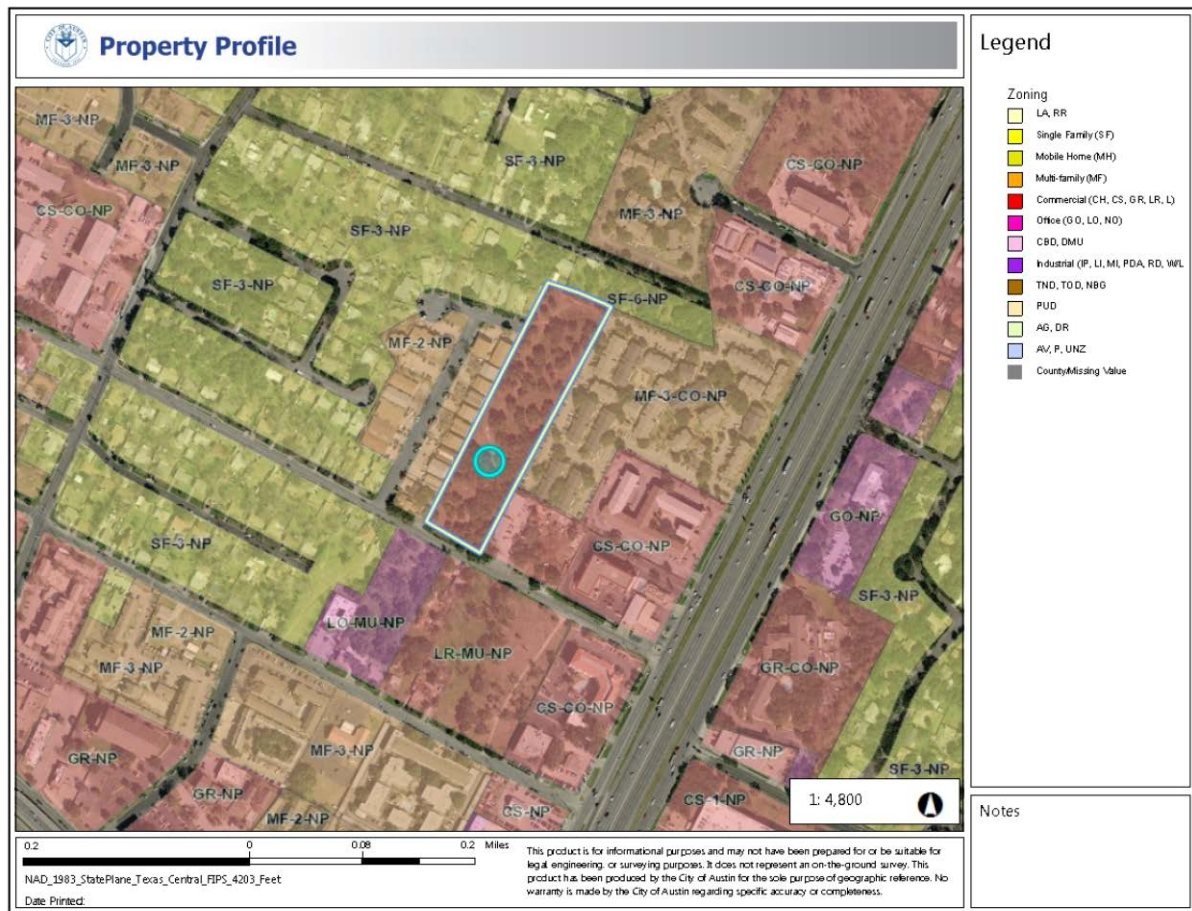 Property Profile
Legend
Zoning
LA, RR
Single Family (SF)
Mobile Home (MH)
Multi-family (MF)
Commercial (CH, CS, GR, LR, L)
Office (GO, LO, NO)
CBD, DMU
Industrial (IP, LI, MI, PDA, RD, W/L
TND, TOD, NBG
PUD
AG, DR
AV, P, UNZ
County/Missing Value
MF-3-NP
MF-3-NP
SF-3-NP
CS-CO-NP
CS-CO-NP
MF-3-NP
SF-3-NP
SF-3-NP
CS-CO-NP
SF-6-NP
MF-2-NP
MF-3-CO-NP
GO-NP
SF-3-NP
CS-CO-NP
SF-3-NP
LO-MU-NP
MF-2-NP
LR-MU-NP
MF-3-NP
GR-CO-NP
CS-CO-NP
GR-NP
MF-3-NP
GR-NP
SF-3-NP
GR-NP
CS-NP
CS-1-NP
MF-2-NP
1: 4,800
Notes
0.2 0 0.08 0.2 Miles
NAD_1983_StatePlane_Texas_Central_FIPS_4203_Feet
Date Printed:
This product is for informational purposes and may not have been prepared for or be suitable for
legal, engineering, or surveying purposes. It does not represent an on-the-ground survey. This
product has been produced by the City of Austin for the sole purpose of geographic reference. No
warranty is made by the City of Austin regarding specific accuracy or completeness.